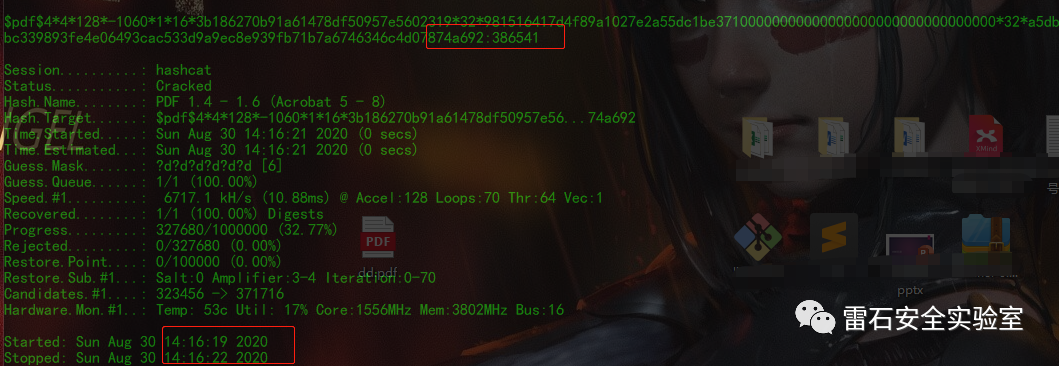 $pdf$4*4*128*-1060*1*16*3b186270b91a61478df50957e5602319*32*981516417d4f89a1027e2a55dc1be3710000000000000000000000000000000000*32*a5db
bc339893fe4e06493cac533d9a9ec8e939fb71b7a6746346c4d07874a692:386541
Session..........: hashcat
Status...........: Cracked
Hash.Name........: PDF 1.4 - 1.6 (Acrobat 5 - 8)
Hash.Target......: $pdf$4*4*128*-1060*1*16*3b186270b91a61478df50957e56...74a692
Time.Started.....: Sun Aug 30 14:16:21 2020 (0 secs)
Time.Estimated...: Sun Aug 30 14:16:21 2020 (0 secs)
Guess.Mask.......: ?d?d?d?d?d?d [6]
Guess.Queue......: 1/1 (100.00%)
Speed.#1.........: 6717.1 kH/s (10.88ms) @ Accel:128 Loops:70 Thr:64 Vec:1
Recovered........: 1/1 (100.00%) Digests
Progress.........: 327680/1000000 (32.77%)
Rejected.........: 0/327680 (0.00%)
Restore.Point....: 0/100000 (0.00%)
Restore.Sub.#1...: Salt:0 Amplifier:3-4 Iteration:0-70
Candidates.#1....: 323456 -> 371716
Hardware.Mon.#1..: Temp: 53c Util: 17% Core:1556MHz Mem:3802MHz Bus:16
Started: Sun Aug 30 14:16:19 2020
Stopped: Sun Aug 30 14:16:22 2020
PDF
dd.pdf
XMind
pptx
雷石安全实验室